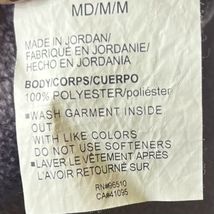 MD/M/M
MADE IN JORDAN/
FABRIQUÉ EN JORDANIE/
HECHO EN JORDANIA
BODY/CORPS/CUERPO
100% POLYESTER/poliéster
■WASH GARMENT INSIDE
OUT
WITH LIKE COLORS
DO NOT USE SOFTENERS
■LAVER LE VÊTEMENT APRÈS
L'AVOIR RETOURNÉ SUR
RN#96510
CA#41095